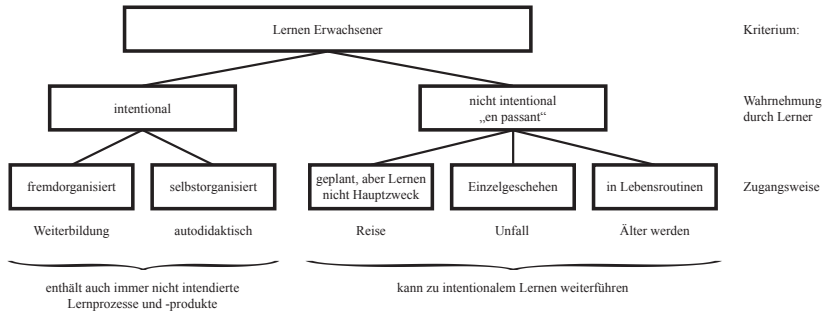 Lernen Erwachsener
Kriterium:
intentional
nicht intentional
„en passant“
Wahrnehmung
durch Lerner
fremdorganisiert
selbstorganisiert
geplant, aber Lernen
nicht Hauptzweck
Einzelgeschehen
in Lebensroutinen
Zugangsweise
Weiterbildung
autodidaktisch
Reise
Unfall
Älter werden
enthält auch immer nicht intendierte
Lernprozesse und -produkte
kann zu intentionalem Lernen weiterführen